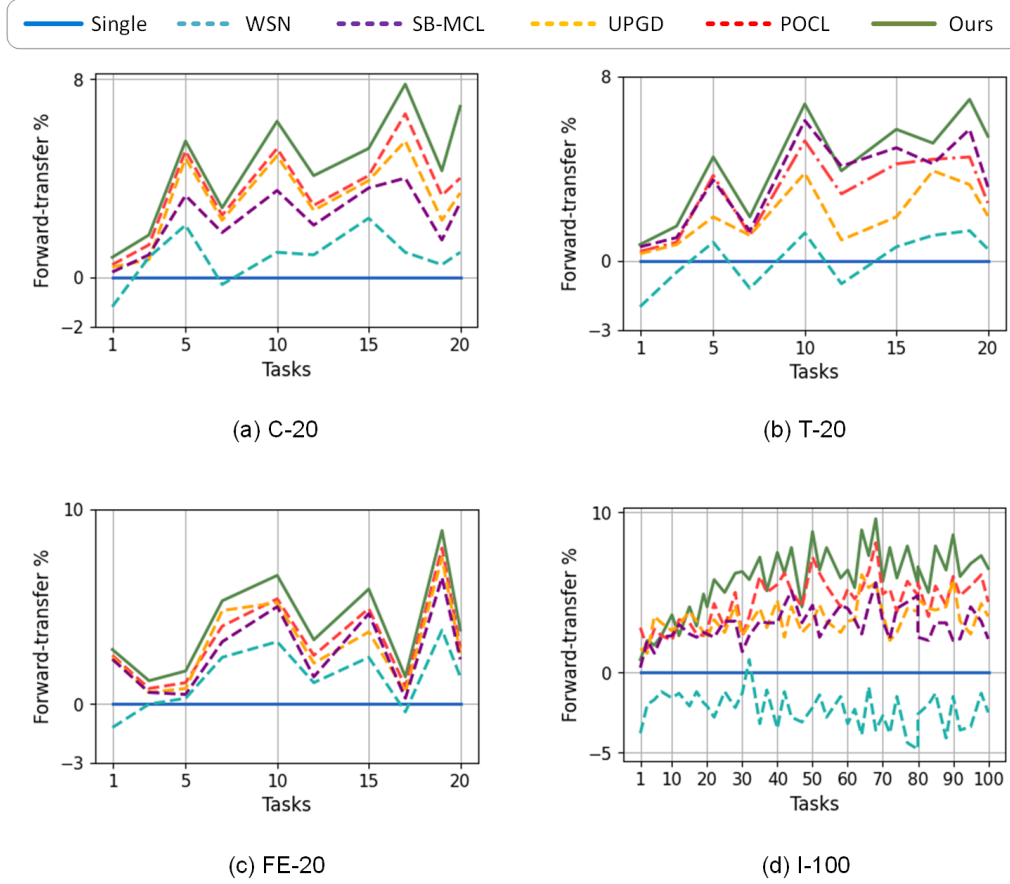 Single WSN SB-MCL UPGD POCL Ours
8
0
−2
Forward-transfer %
1 5 10 15 20
Tasks
(a) C-20
8
0
−3
Forward-transfer %
1 5 10 15 20
Tasks
(b) T-20
10
0
−3
Forward-transfer %
1 5 10 15 20
Tasks
(c) FE-20
10
0
−5
Forward-transfer %
1 10 20 30 40 50 60 70 80 90 100
Tasks
(d) I-100